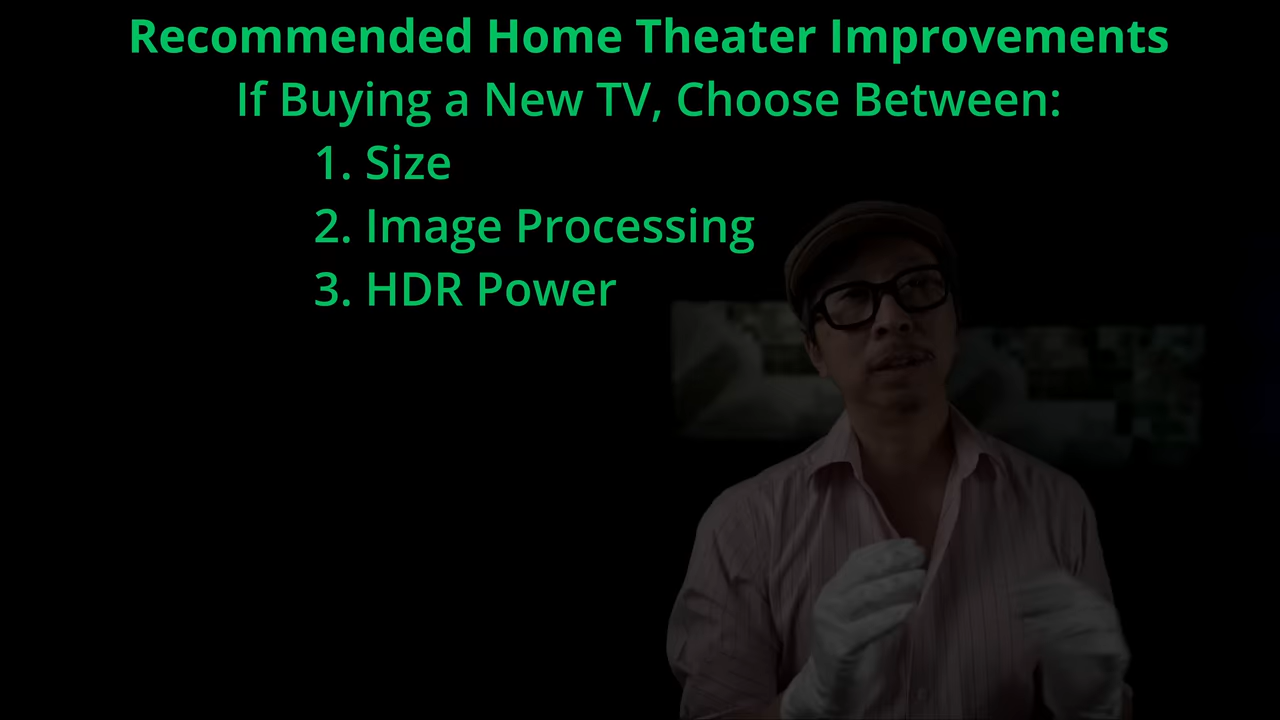 Recommended Home Theater Improvements
If Buying a New TV, Choose Between:
1. Size
2. Image Processing
3. HDR Power